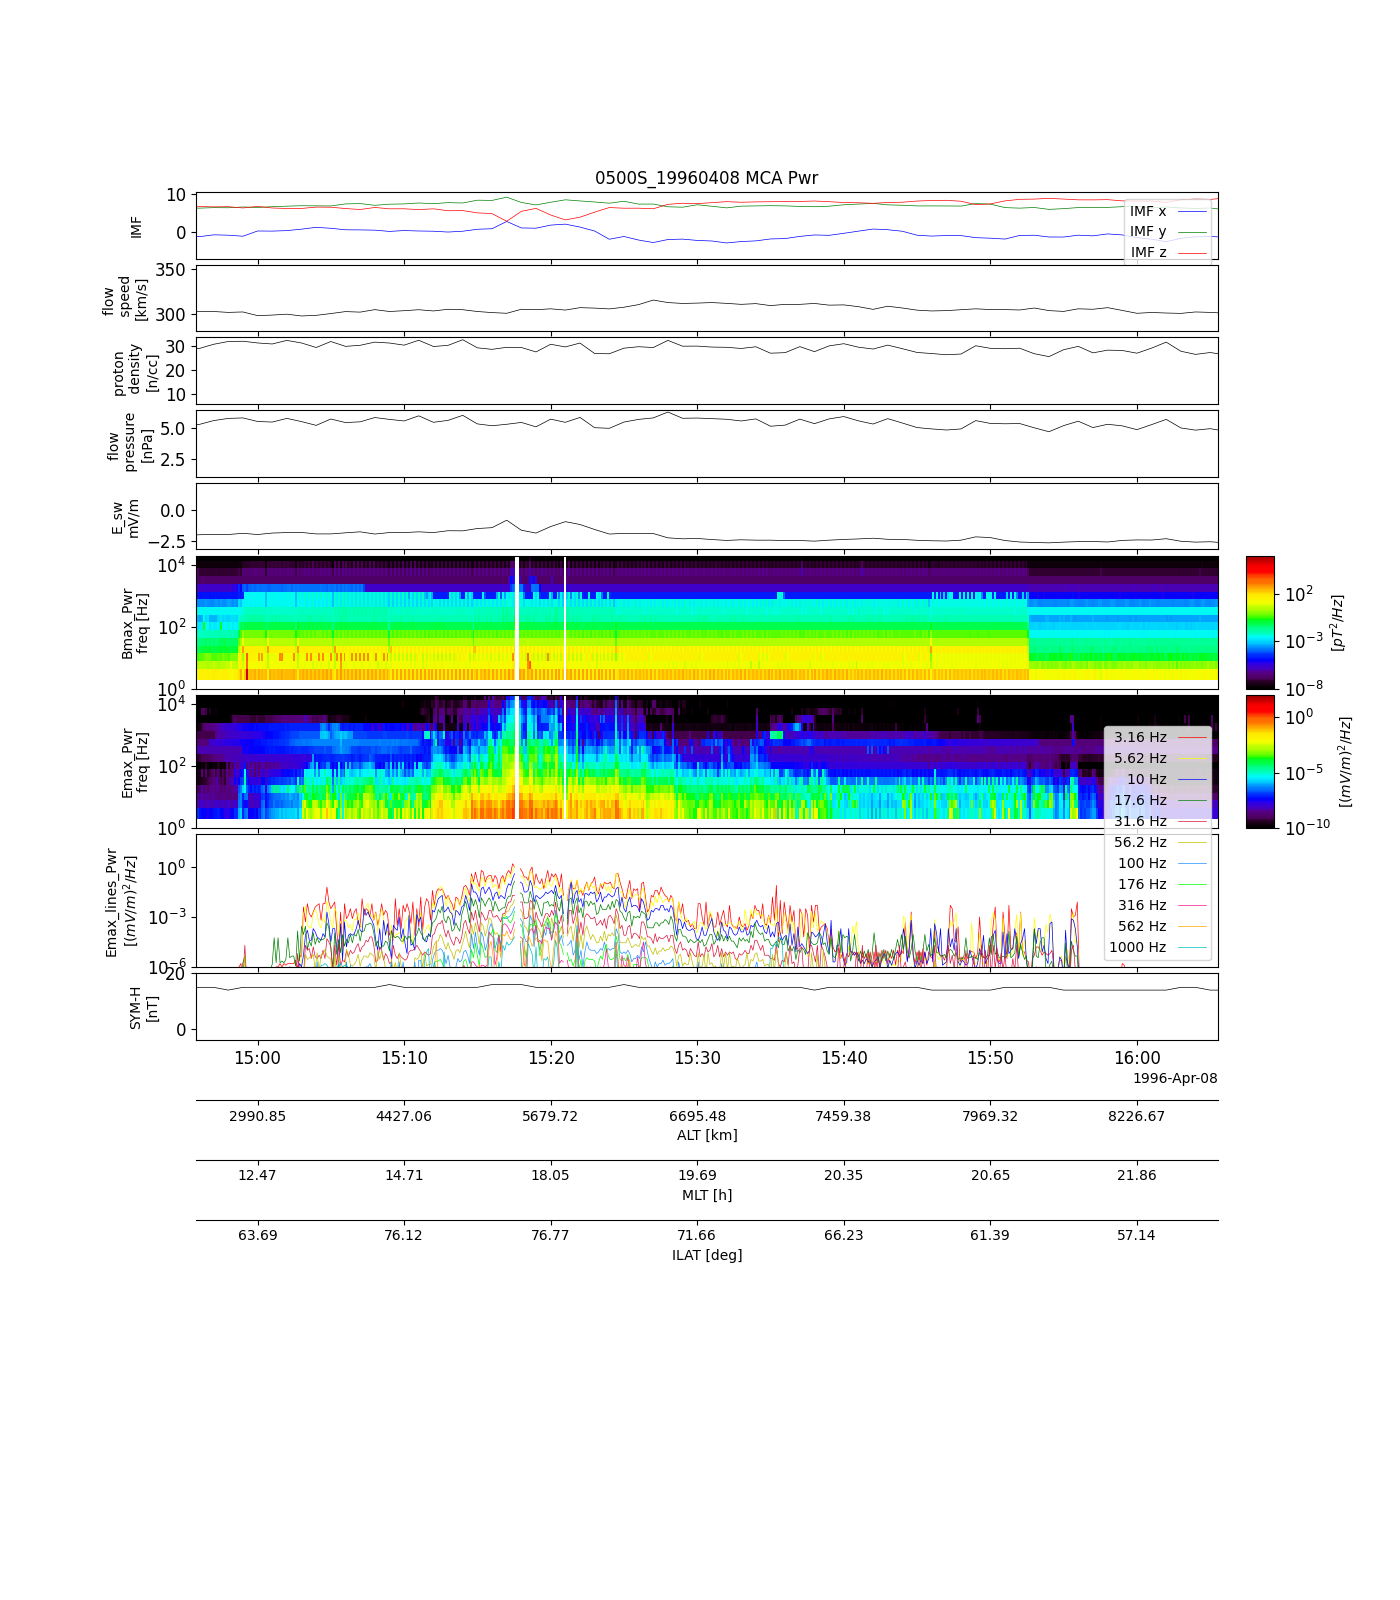 0500S_19960408 MCA Pwr
10
0
IMF
IMF x
IMF y
IMF z
350
300
flow
speed
[km/s]
30
20
10
proton
density
[n/cc]
5.0
2.5
flow
pressure
[nPa]
0.0
−2.5
E_sw
mV/m
10^4
10^2
10^0
Bmax_Pwr
freq [Hz]
10^2
10^−3
10^−8
[pT^2/Hz]
10^4
10^2
10^0
Emax_Pwr
freq [Hz]
10^0
10^−5
10^−10
[(mV/m)^2/Hz]
3.16 Hz
5.62 Hz
10 Hz
17.6 Hz
31.6 Hz
56.2 Hz
100 Hz
176 Hz
316 Hz
562 Hz
1000 Hz
10^0
10^−3
10^−6
Emax_lines_Pwr
[(mV/m)^2/Hz]
20
0
SYM-H
[nT]
15:00 15:10 15:20 15:30 15:40 15:50 16:00
1996-Apr-08
2990.85 4427.06 5679.72 6695.48 7459.38 7969.32 8226.67
ALT [km]
12.47 14.71 18.05 19.69 20.35 20.65 21.86
MLT [h]
63.69 76.12 76.77 71.66 66.23 61.39 57.14
ILAT [deg]